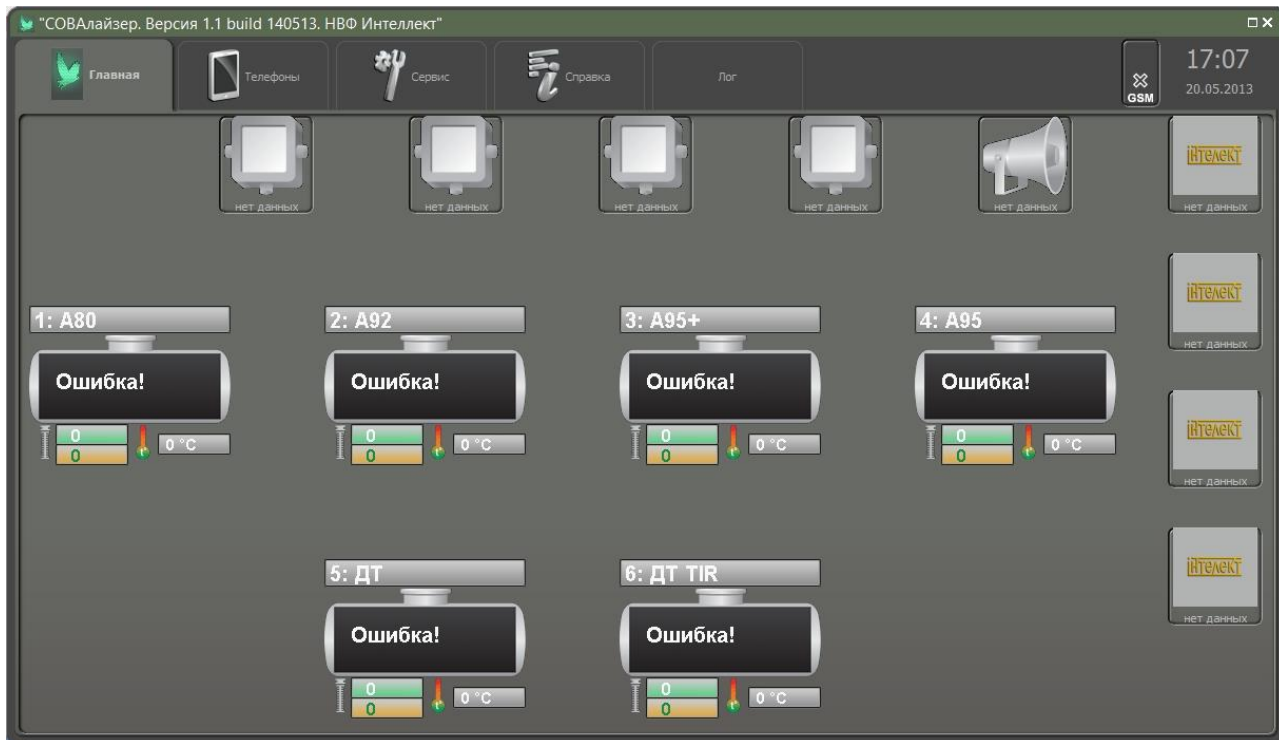 "СОВАлайзер. Версия 1.1 build 140513. НВФ Интеллект"
Главная
Телефоны
Сервис
Справка
Лог
GSM
17:07
20.05.2013
нет данных
нет данных
нет данных
нет данных
нет данных
інтелект
нет данных
інтелект
нет данных
1: А80
2: А92
3: А95+
4: А95
Ошибка!
Ошибка!
Ошибка!
Ошибка!
0
0
0 °C
0
0
0 °C
0
0
0 °C
0
0
0 °C
інтелект
нет данных
5: ДТ
6: ДТ TIR
Ошибка!
Ошибка!
0
0
0 °C
0
0
0 °C
інтелект
нет данных